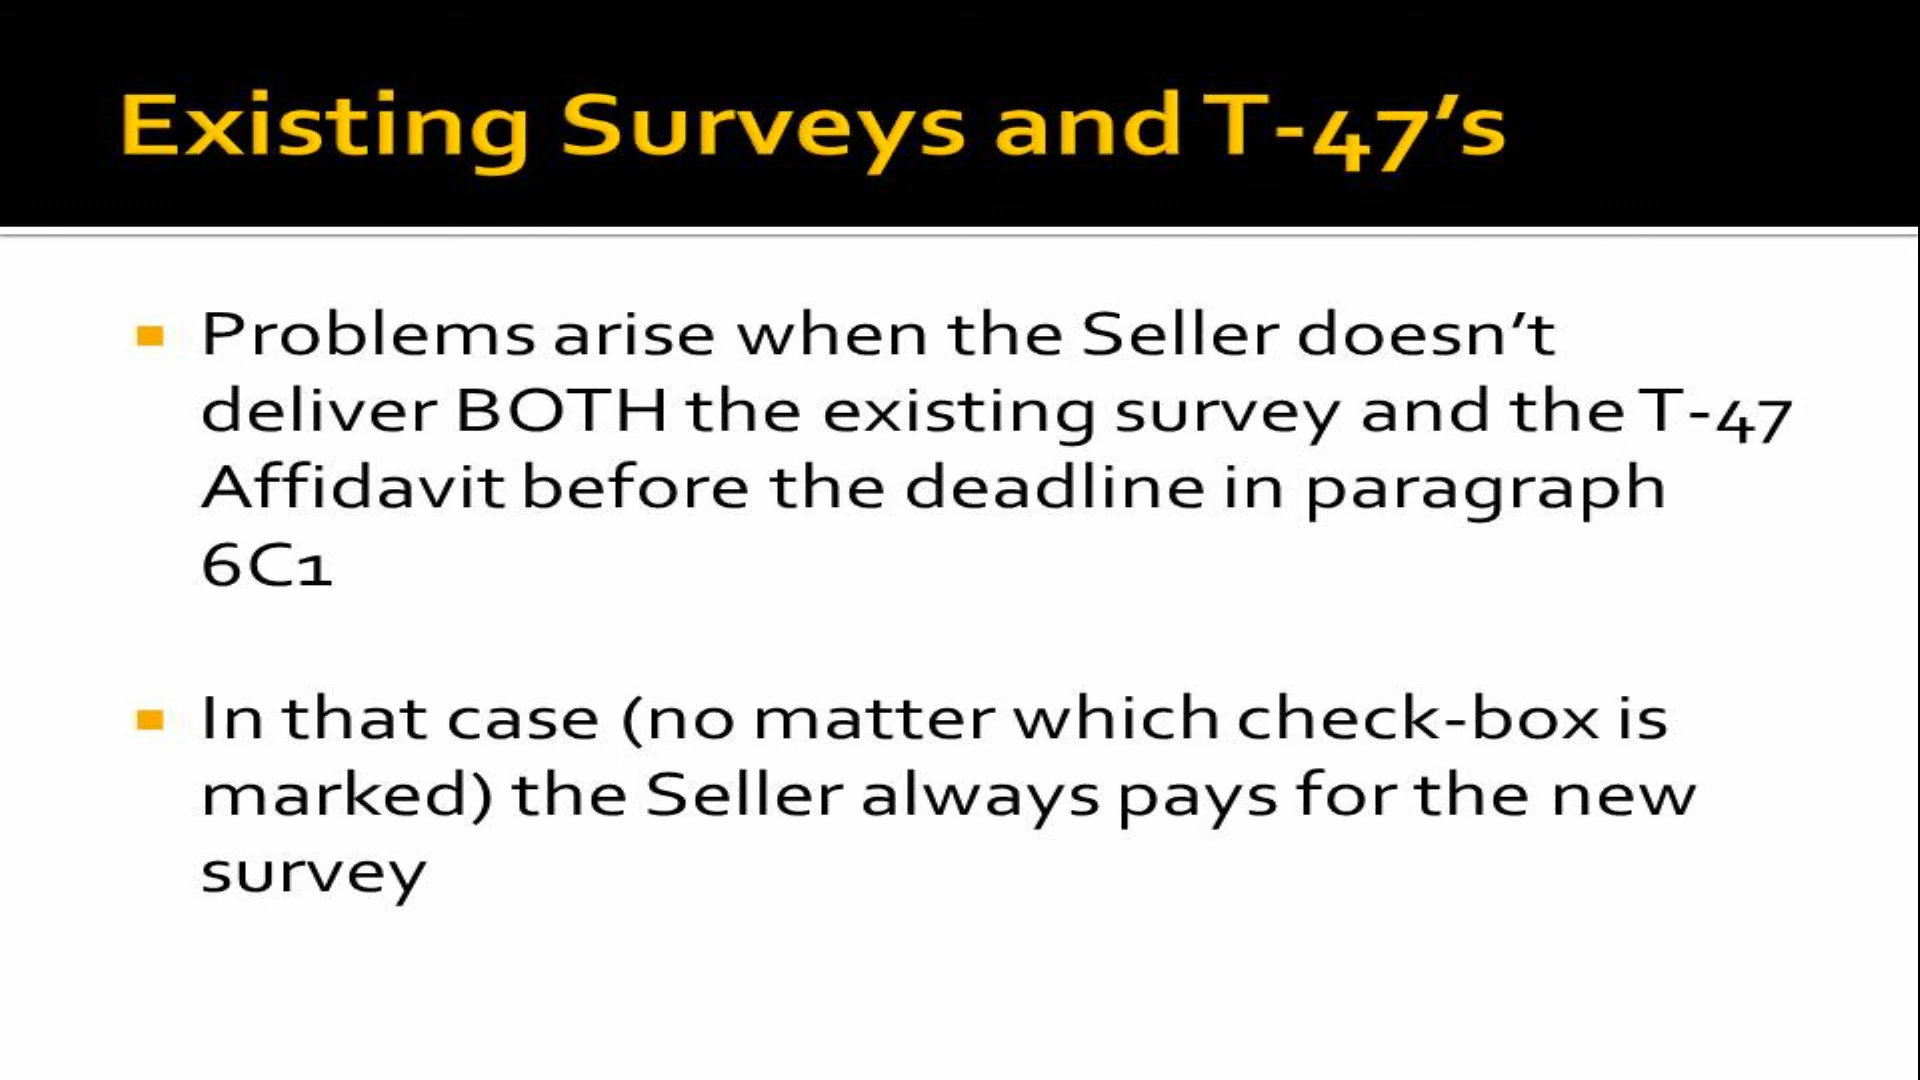 Existing Surveys and T-47’s
Problems arise when the Seller doesn’t
deliver BOTH the existing survey and the T-47
Affidavit before the deadline in paragraph
6C1
In that case (no matter which check-box is
marked) the Seller always pays for the new
survey